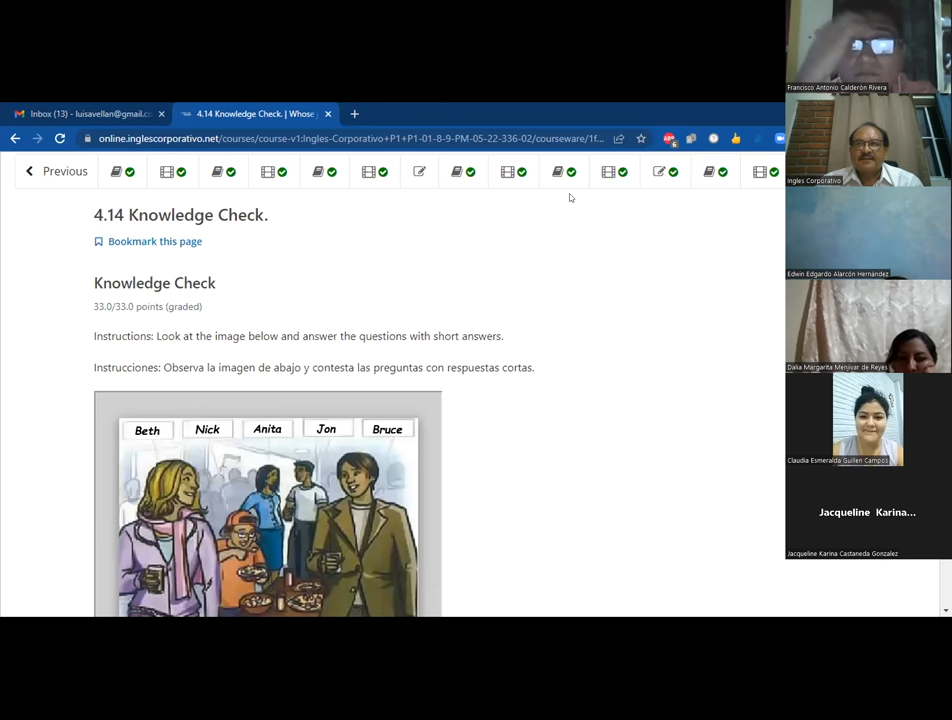 Inbox (13) - luisavellan@gmail.co
4.14 Knowledge Check. | Whose
online.inglescorporativo.net/courses/course-v1:Ingles-Corporativo+P1+P1-01-8-9-PM-05-22-336-02/courseware/1f...
6
Previous
4.14 Knowledge Check.
Bookmark this page
Knowledge Check
33.0/33.0 points (graded)
Instructions: Look at the image below and answer the questions with short answers.
Instrucciones: Observa la imagen de abajo y contesta las preguntas con respuestas cortas.
Beth Nick Anita Jon Bruce
Francisco Antonio Calderón Rivera
Ingles Corporativo
Edwin Edgardo Alarcón Hernández
Dalia Margarita Menjivar de Reyes
Claudia Esmeralda Guillen Campos
Jacqueline Karina...
Jacqueline Karina Castaneda Gonzalez